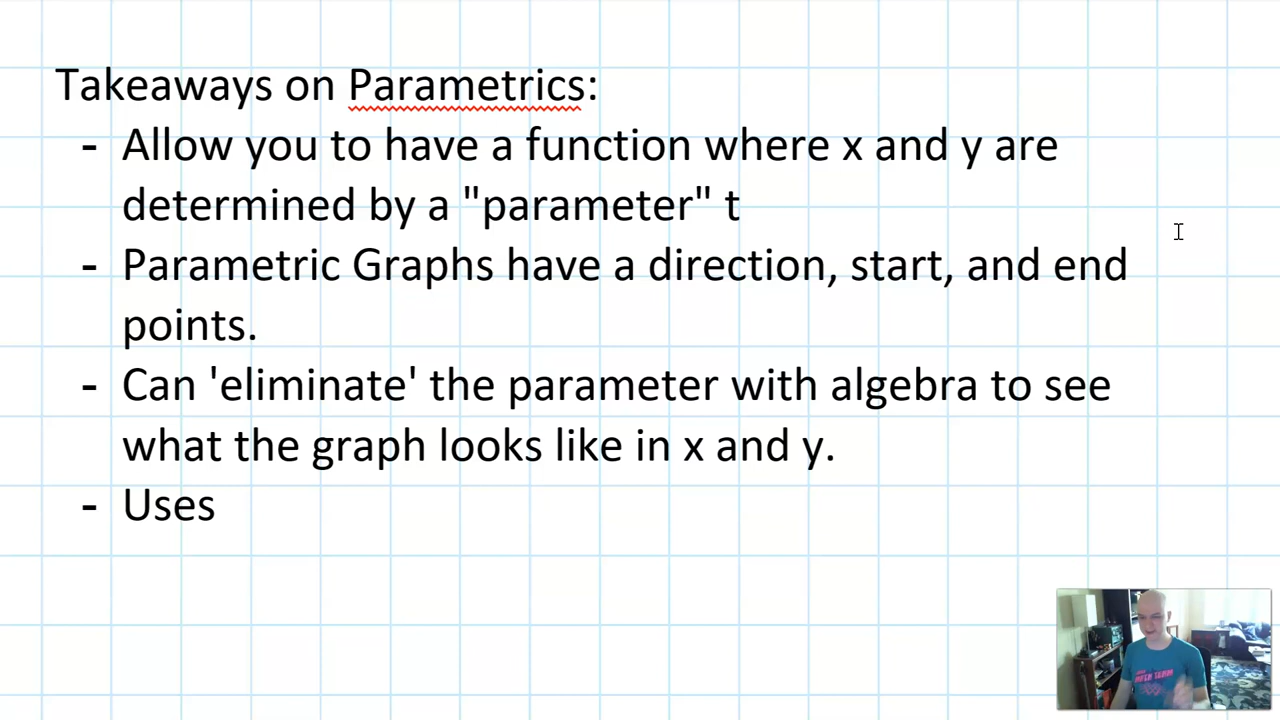 Takeaways on Parametrics:
- Allow you to have a function where x and y are
determined by a "parameter" t
- Parametric Graphs have a direction, start, and end
points.
- Can 'eliminate' the parameter with algebra to see
what the graph looks like in x and y.
- Uses
MATH TEAM